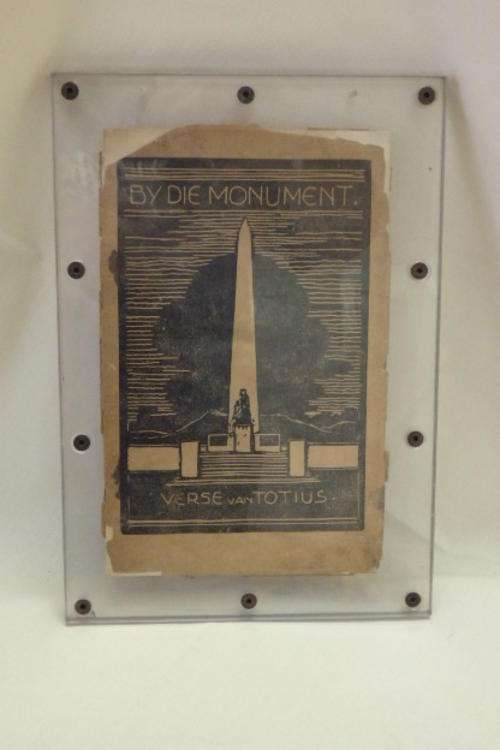 BY DIE MONUMENT.
VERSE VAN TOTIUS.